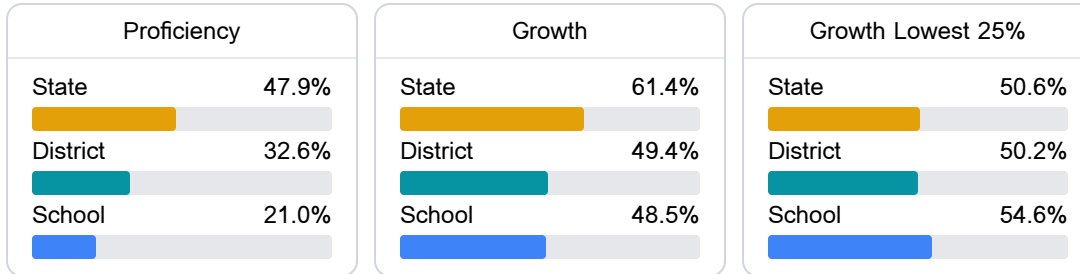 Proficiency
State 47.9%
District 32.6%
School 21.0%
Growth
State 61.4%
District 49.4%
School 48.5%
Growth Lowest 25%
State 50.6%
District 50.2%
School 54.6%